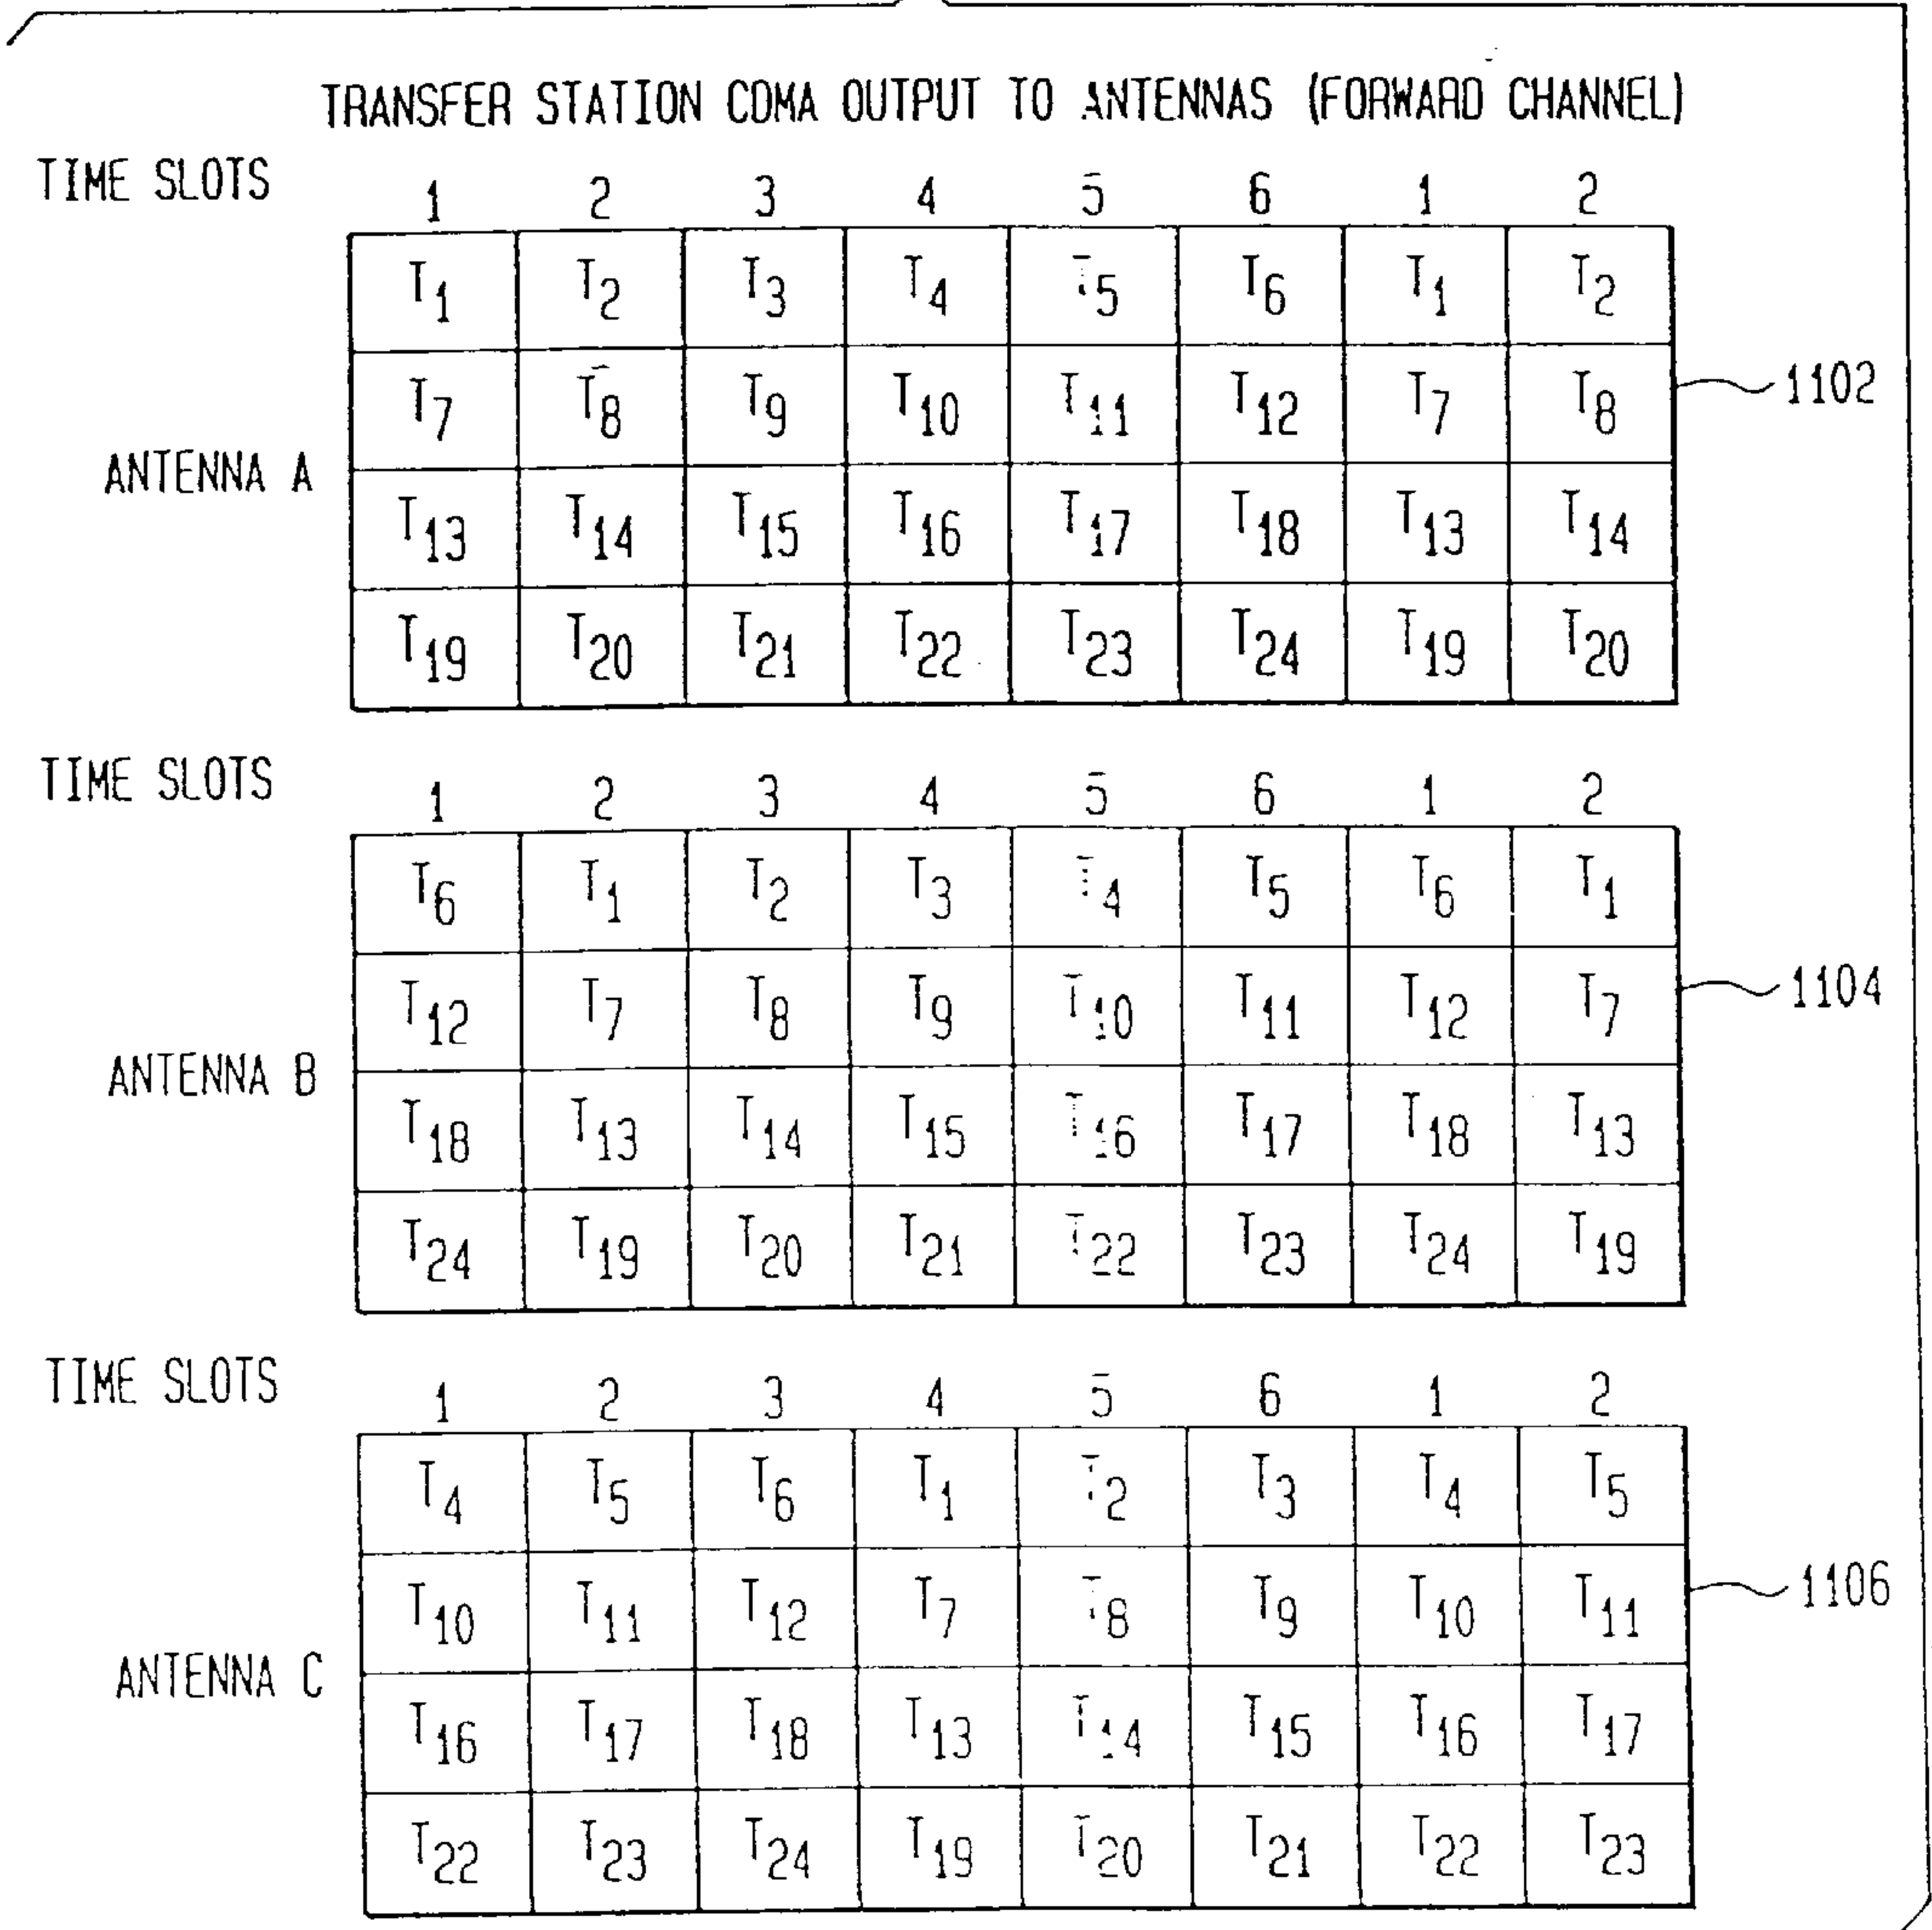 TRANSFER STATION CDMA OUTPUT TO ANTENNAS (FORWARD CHANNEL)
TIME SLOTS 1 2 3 4 5 6 1 2
T1 T2 T3 T4 T5 T6 T1 T2
T7 T8 T9 T10 T11 T12 T7 T8 1102
ANTENNA A
T13 T14 T15 T16 T17 T18 T13 T14
T19 T20 T21 T22 T23 T24 T19 T20
TIME SLOTS 1 2 3 4 5 6 1 2
T6 T1 T2 T3 T4 T5 T6 T1
T12 T7 T8 T9 T10 T11 T12 T7 1104
ANTENNA B
T18 T13 T14 T15 T16 T17 T18 T13
T24 T19 T20 T21 T22 T23 T24 T19
TIME SLOTS 1 2 3 4 5 6 1 2
T4 T5 T6 T1 T2 T3 T4 T5
T10 T11 T12 T7 T8 T9 T10 T11 1106
ANTENNA C
T16 T17 T18 T13 T14 T15 T16 T17
T22 T23 T24 T19 T20 T21 T22 T23